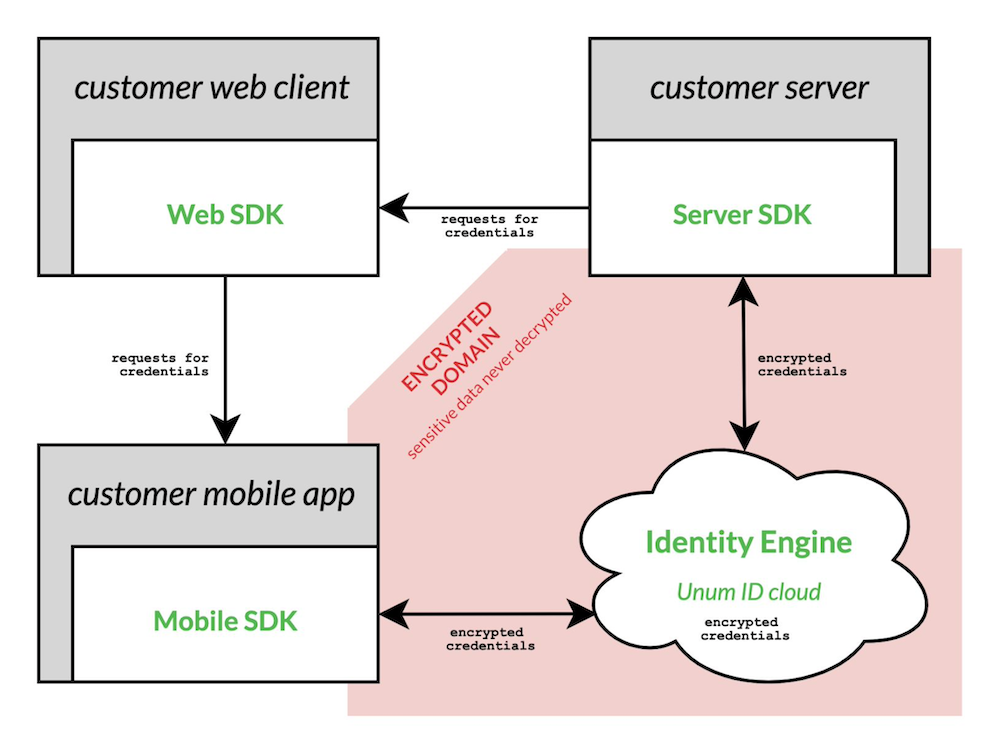 customer web client
customer server
Web SDK
Server SDK
requests for
credentials
ENCRYPTED
DOMAIN
sensitive data never decrypted
requests for
credentials
encrypted
credentials
customer mobile app
Identity Engine
Unum ID cloud
encrypted
credentials
Mobile SDK
encrypted
credentials